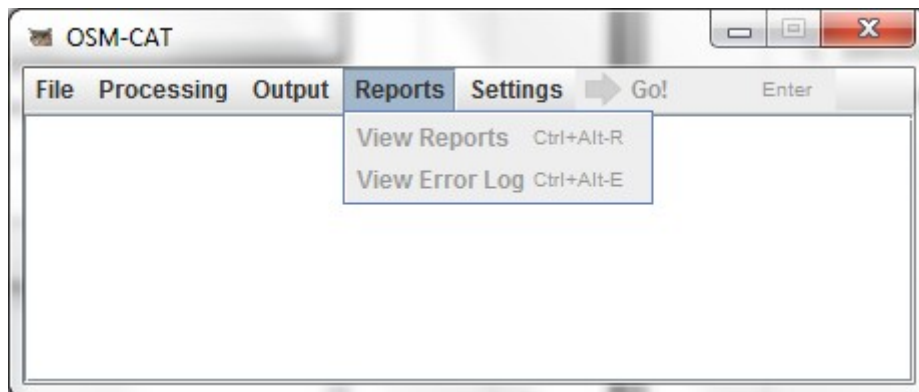 OSM-CAT
File Processing Output Reports Settings Go! Enter
View Reports Ctrl+Alt-R
View Error Log Ctrl+Alt-E